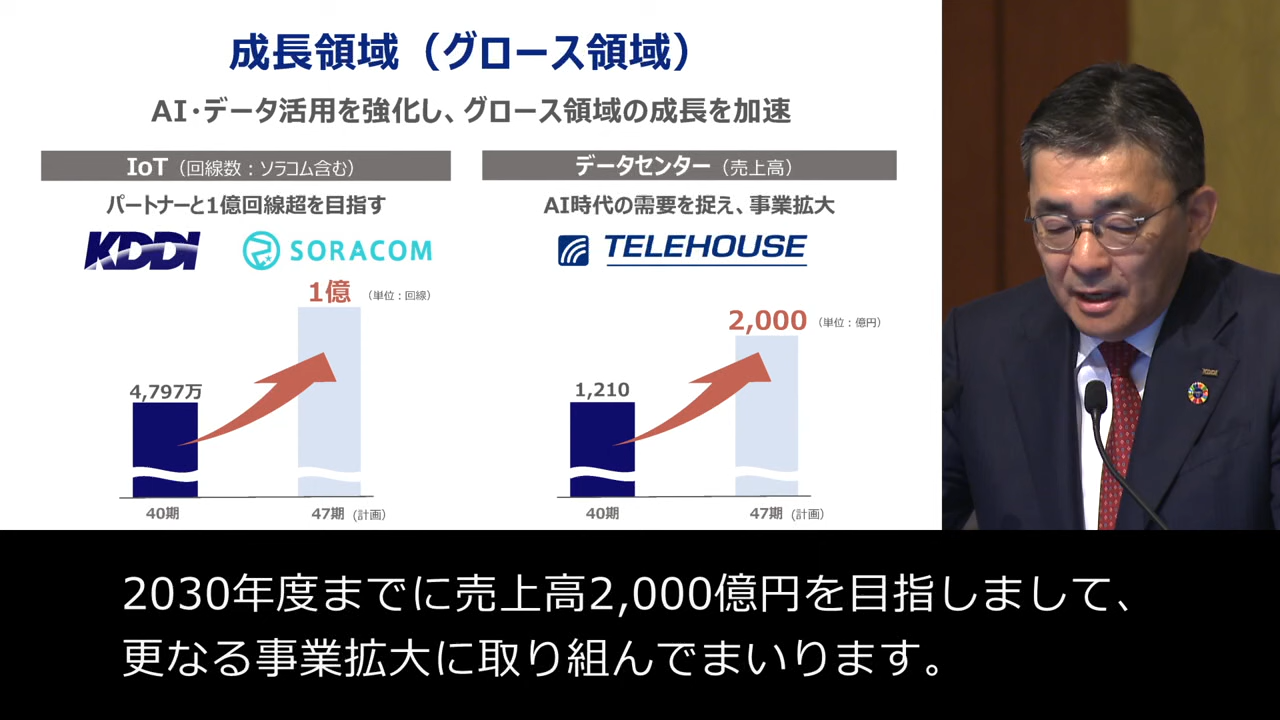 成長領域（グロース領域）
AI・データ活用を強化し、グロース領域の成長を加速
IoT（回線数：ソラコム含む）
パートナーと1億回線超を目指す
KDDI
SORACOM
1億 （単位：回線）
4,797万
40期
47期 (計画)
データセンター（売上高）
AI時代の需要を捉え、事業拡大
TELEHOUSE
2,000 （単位：億円）
1,210
40期
47期 (計画)
2030年度までに売上高2,000億円を目指しまして、
更なる事業拡大に取り組んでまいります。